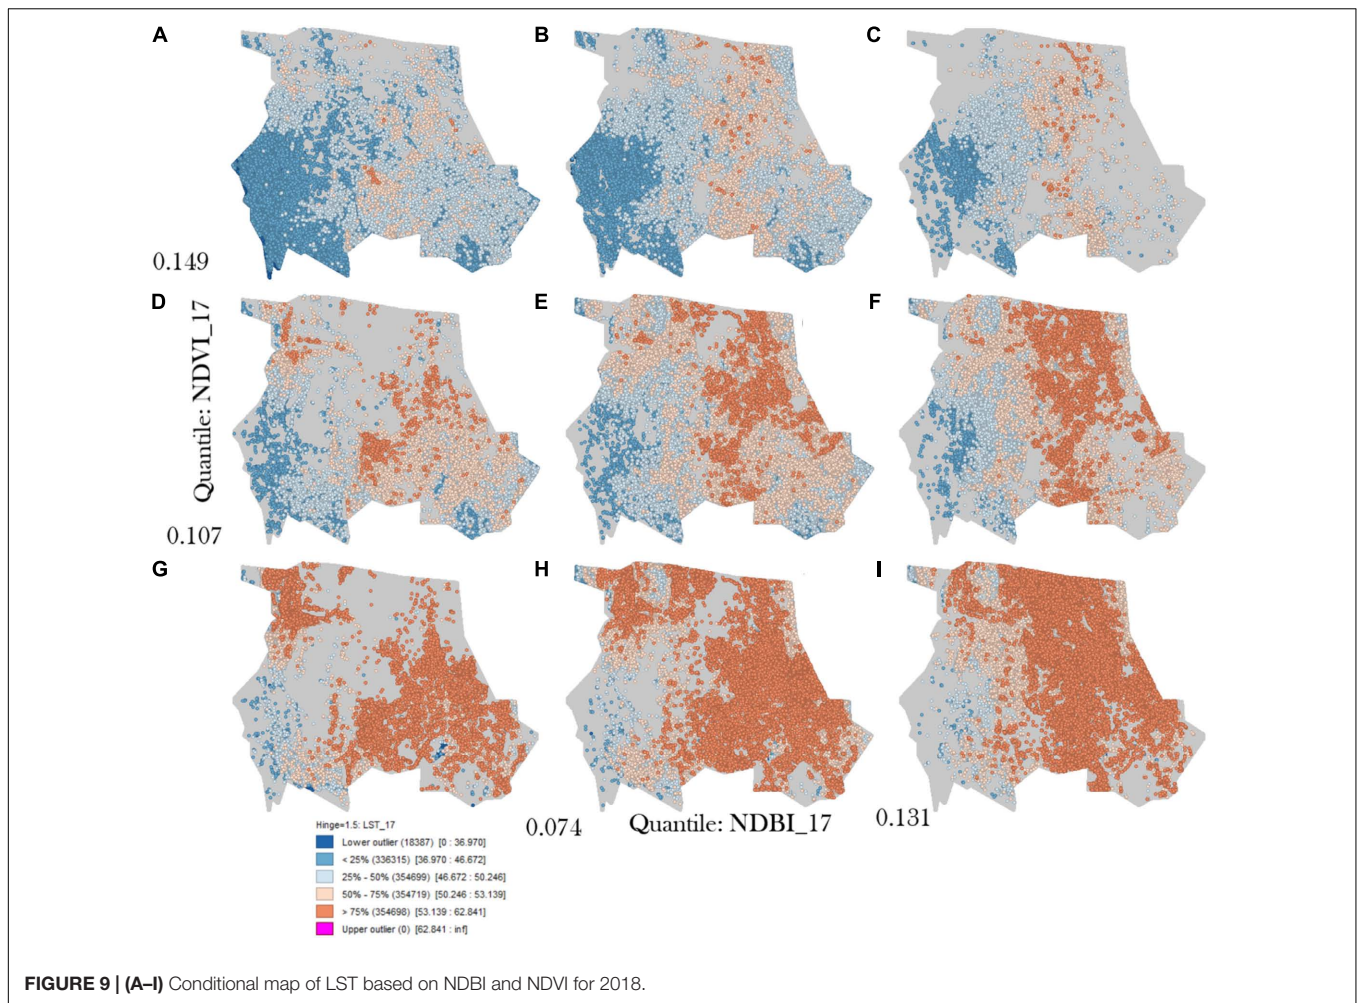 A
B
C
0.149
D
E
F
Quantile: NDVI_17
0.107
G
H
I
0.074
Quantile: NDBI_17
0.131
Hinge=1.5: LST_17
Lower outlier (18387) [0 : 36.970]
< 25% (336315) [36.970 : 46.672]
25% - 50% (354699) [46.672 : 50.246]
50% - 75% (354719) [50.246 : 53.139]
> 75% (354698) [53.139 : 62.841]
Upper outlier (0) [62.841 : inf]
FIGURE 9 | (A–I) Conditional map of LST based on NDBI and NDVI for 2018.